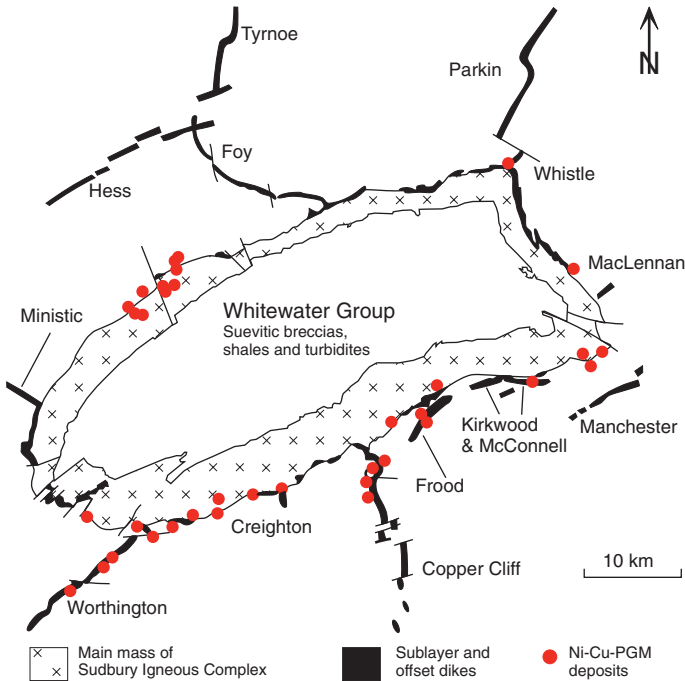 Tyrnoe
Parkin
N
Foy
Hess
Whistle
MacLennan
Ministic
Whitewater Group
Suevitic breccias,
shales and turbidites
Kirkwood
& McConnell
Manchester
Frood
Creighton
10 km
Copper Cliff
Worthington
Main mass of
Sudbury Igneous Complex
Sublayer and
offset dikes
Ni-Cu-PGM
deposits